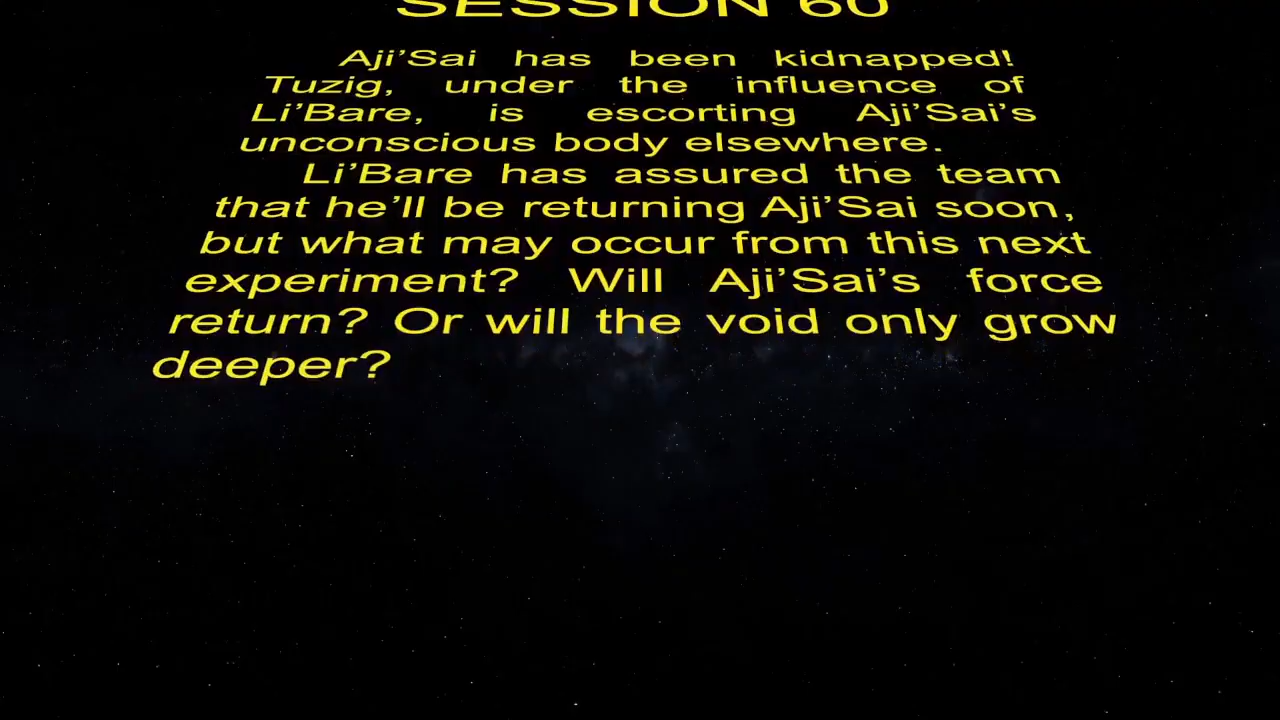 SESSION 60
Aji’Sai has been kidnapped!
Tuzig, under the influence of
Li’Bare, is escorting Aji’Sai’s
unconscious body elsewhere.
Li’Bare has assured the team
that he’ll be returning Aji’Sai soon,
but what may occur from this next
experiment? Will Aji’Sai’s force
return? Or will the void only grow
deeper?